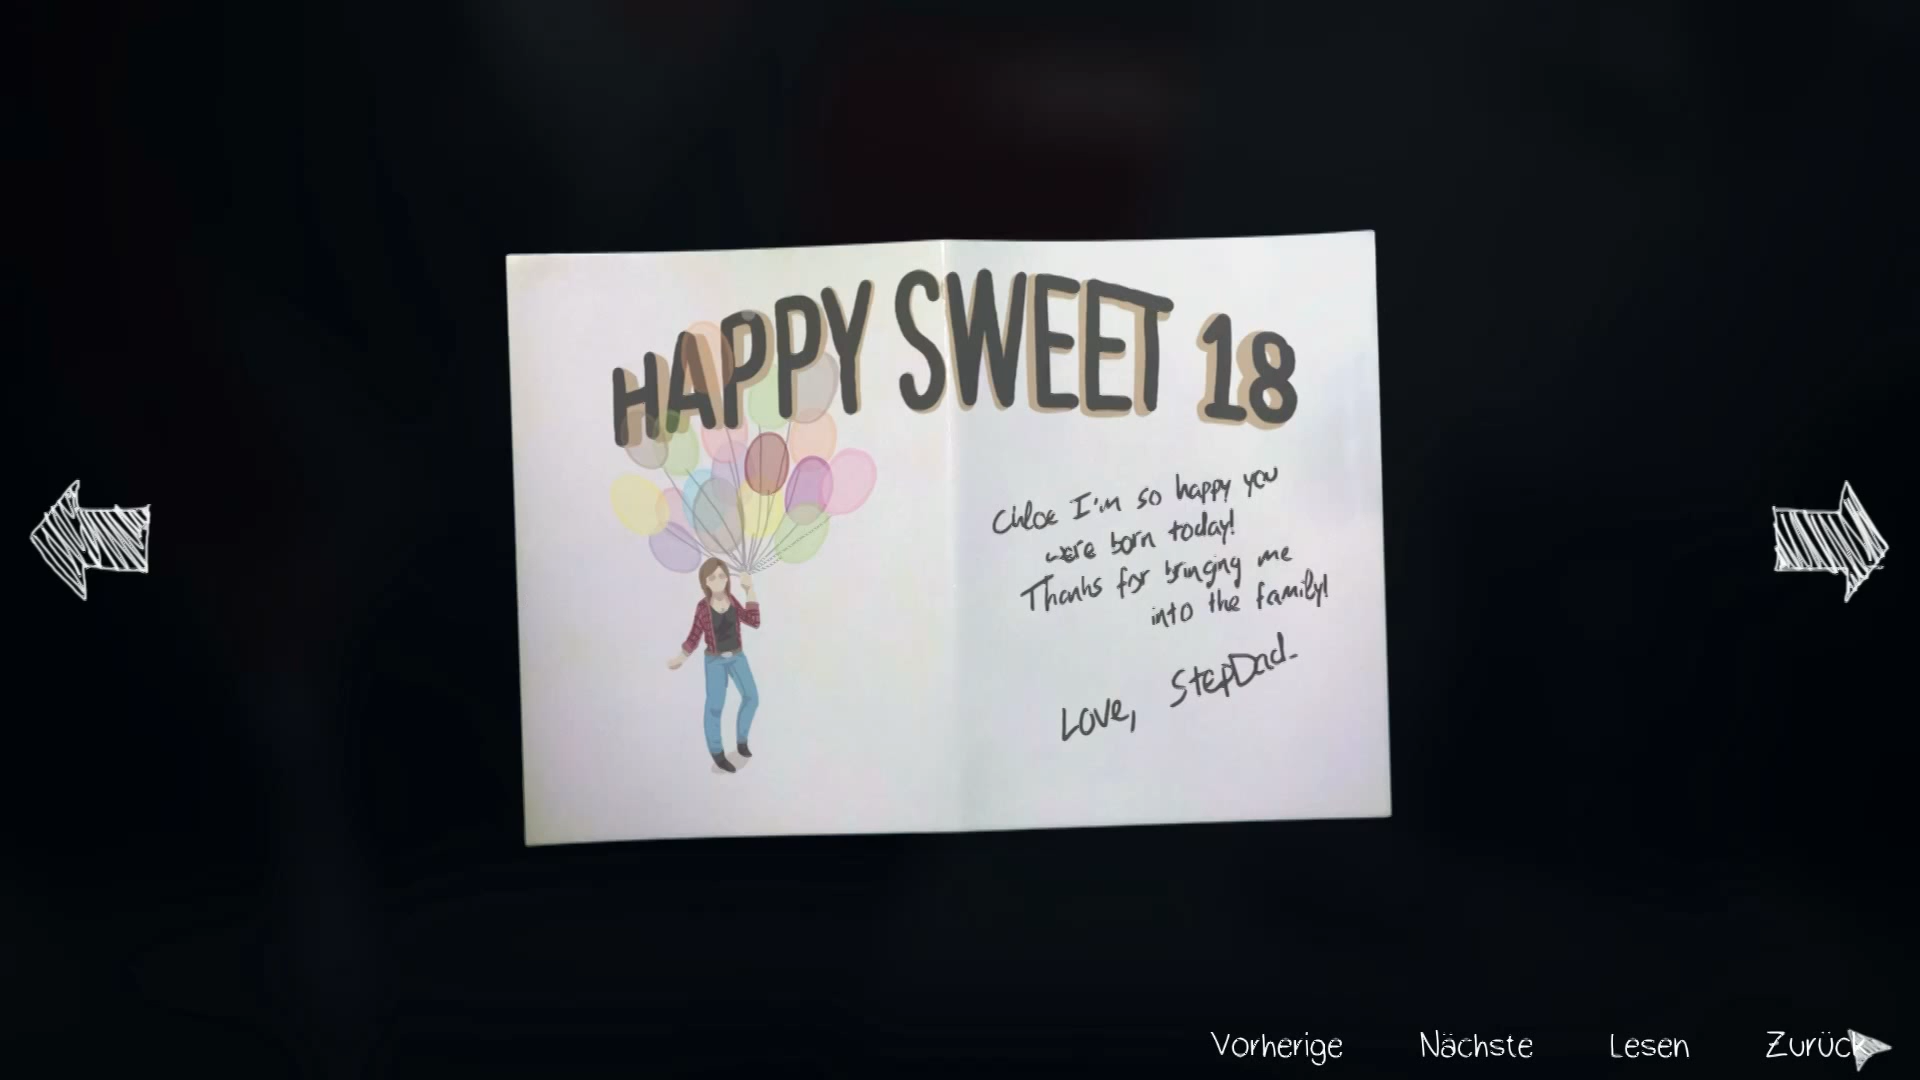 HAPPY SWEET 18
Chloe I'm so happy you
were born today!
Thanks for bringing me
into the family!
Love, StepDad-
Vorherige Nächste Lesen Zurück